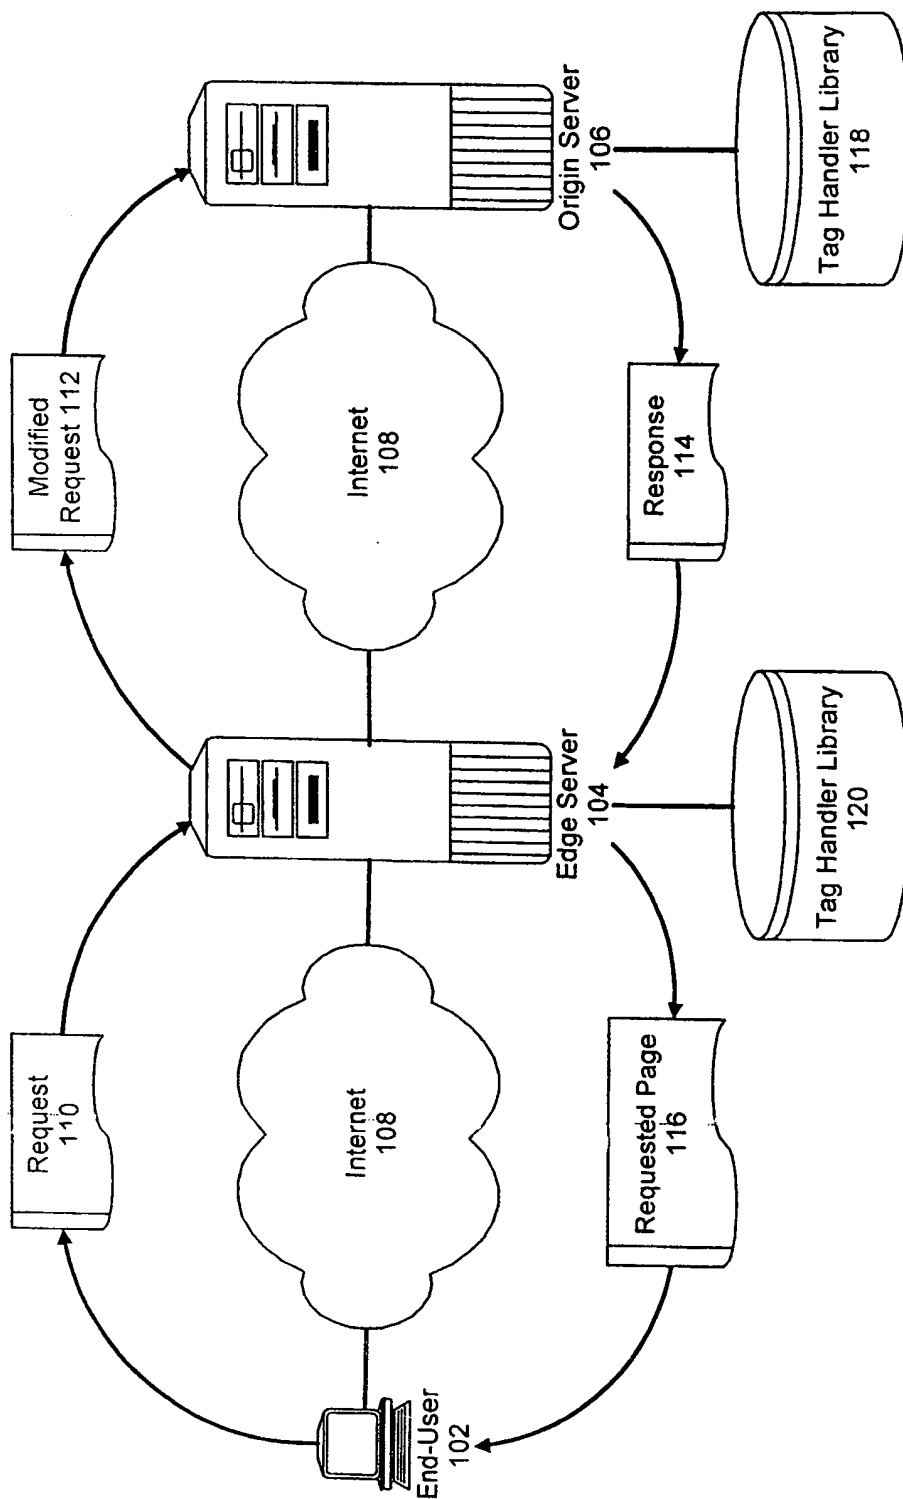 Request
110
Modified
Request 112
Internet
108
Internet
108
End-User
102
Edge Server
104
Origin Server
106
Requested Page
116
Response
114
Tag Handler Library
120
Tag Handler Library
118